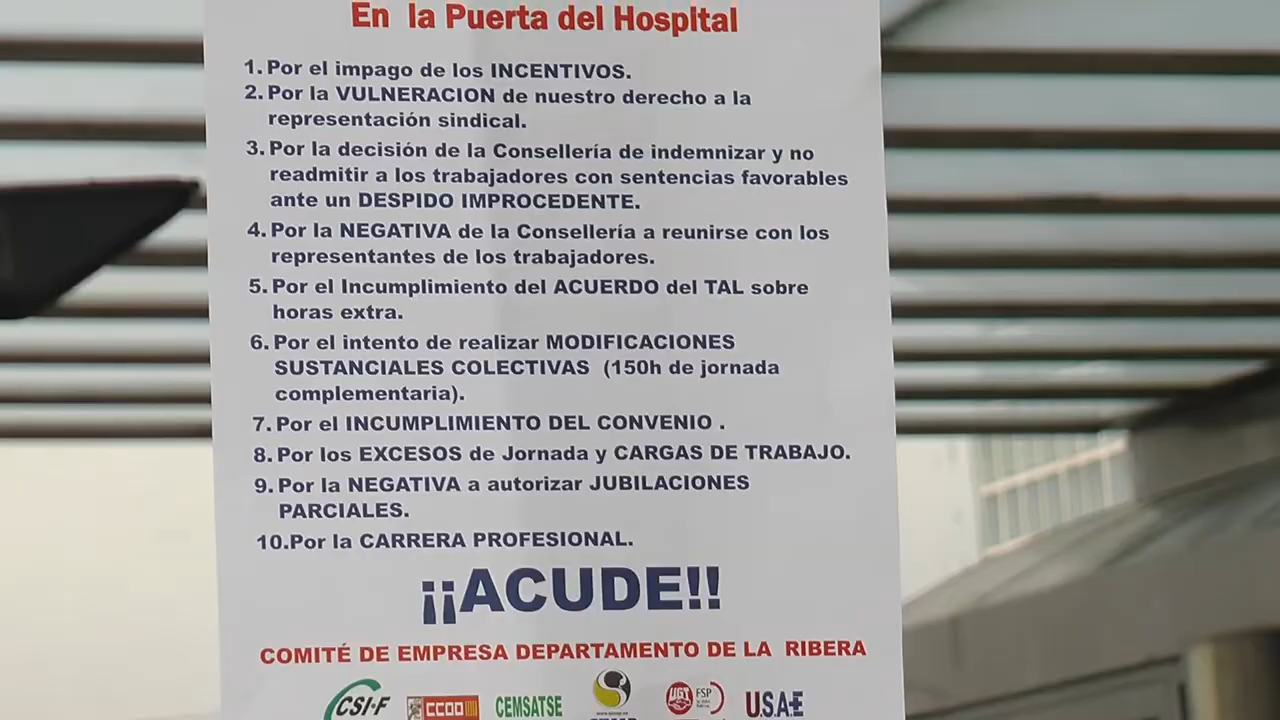 En la Puerta del Hospital
1. Por el impago de los INCENTIVOS.
2. Por la VULNERACION de nuestro derecho a la
representación sindical.
3. Por la decisión de la Consellería de indemnizar y no
readmitir a los trabajadores con sentencias favorables
ante un DESPIDO IMPROCEDENTE.
4. Por la NEGATIVA de la Consellería a reunirse con los
representantes de los trabajadores.
5. Por el Incumplimiento del ACUERDO del TAL sobre
horas extra.
6. Por el intento de realizar MODIFICACIONES
SUSTANCIALES COLECTIVAS (150h de jornada
complementaria).
7. Por el INCUMPLIMIENTO DEL CONVENIO .
8. Por los EXCESOS de Jornada y CARGAS DE TRABAJO.
9. Por la NEGATIVA a autorizar JUBILACIONES
PARCIALES.
10.Por la CARRERA PROFESIONAL.
¡¡ACUDE!!
COMITÉ DE EMPRESA DEPARTAMENTO DE LA RIBERA
CSI-F CCOO CEMSATSE UGT FSP U.S.A.E